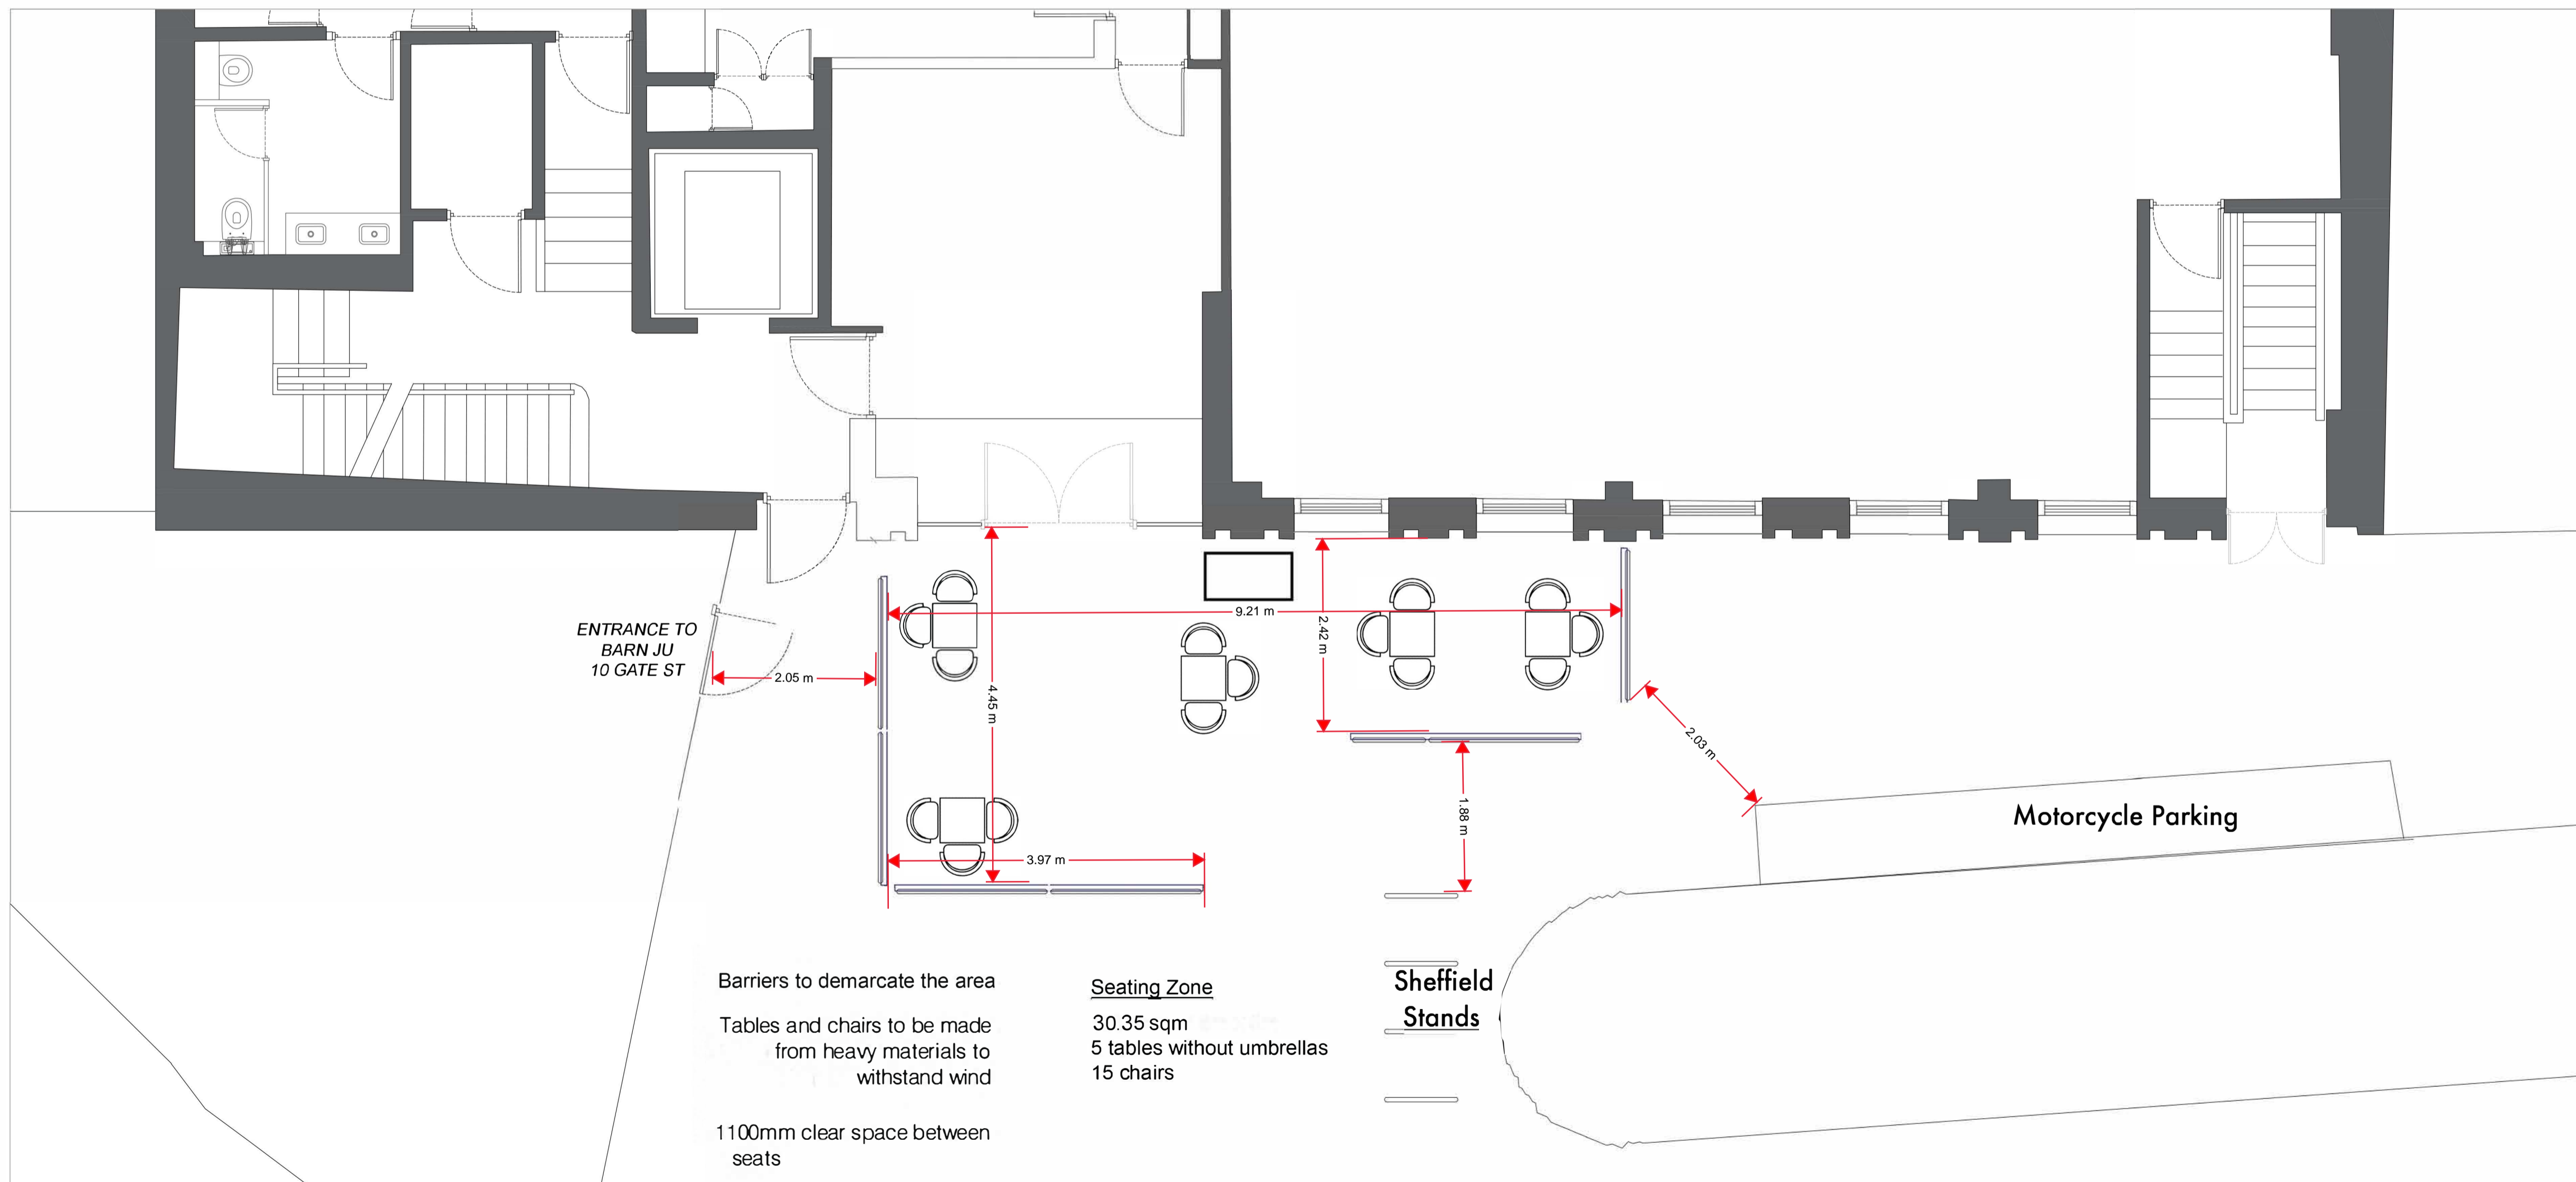 9.21 m
2.42 m
ENTRANCE TO
BARN JU
10 GATE ST
2.05 m
4.45 m
2.03 m
1.88 m
Motorcycle Parking
3.97 m
Barriers to demarcate the area
Tables and chairs to be made
from heavy materials to
withstand wind
1100mm clear space between
seats
Seating Zone
30.35 sqm
5 tables without umbrellas
15 chairs
Sheffield
Stands